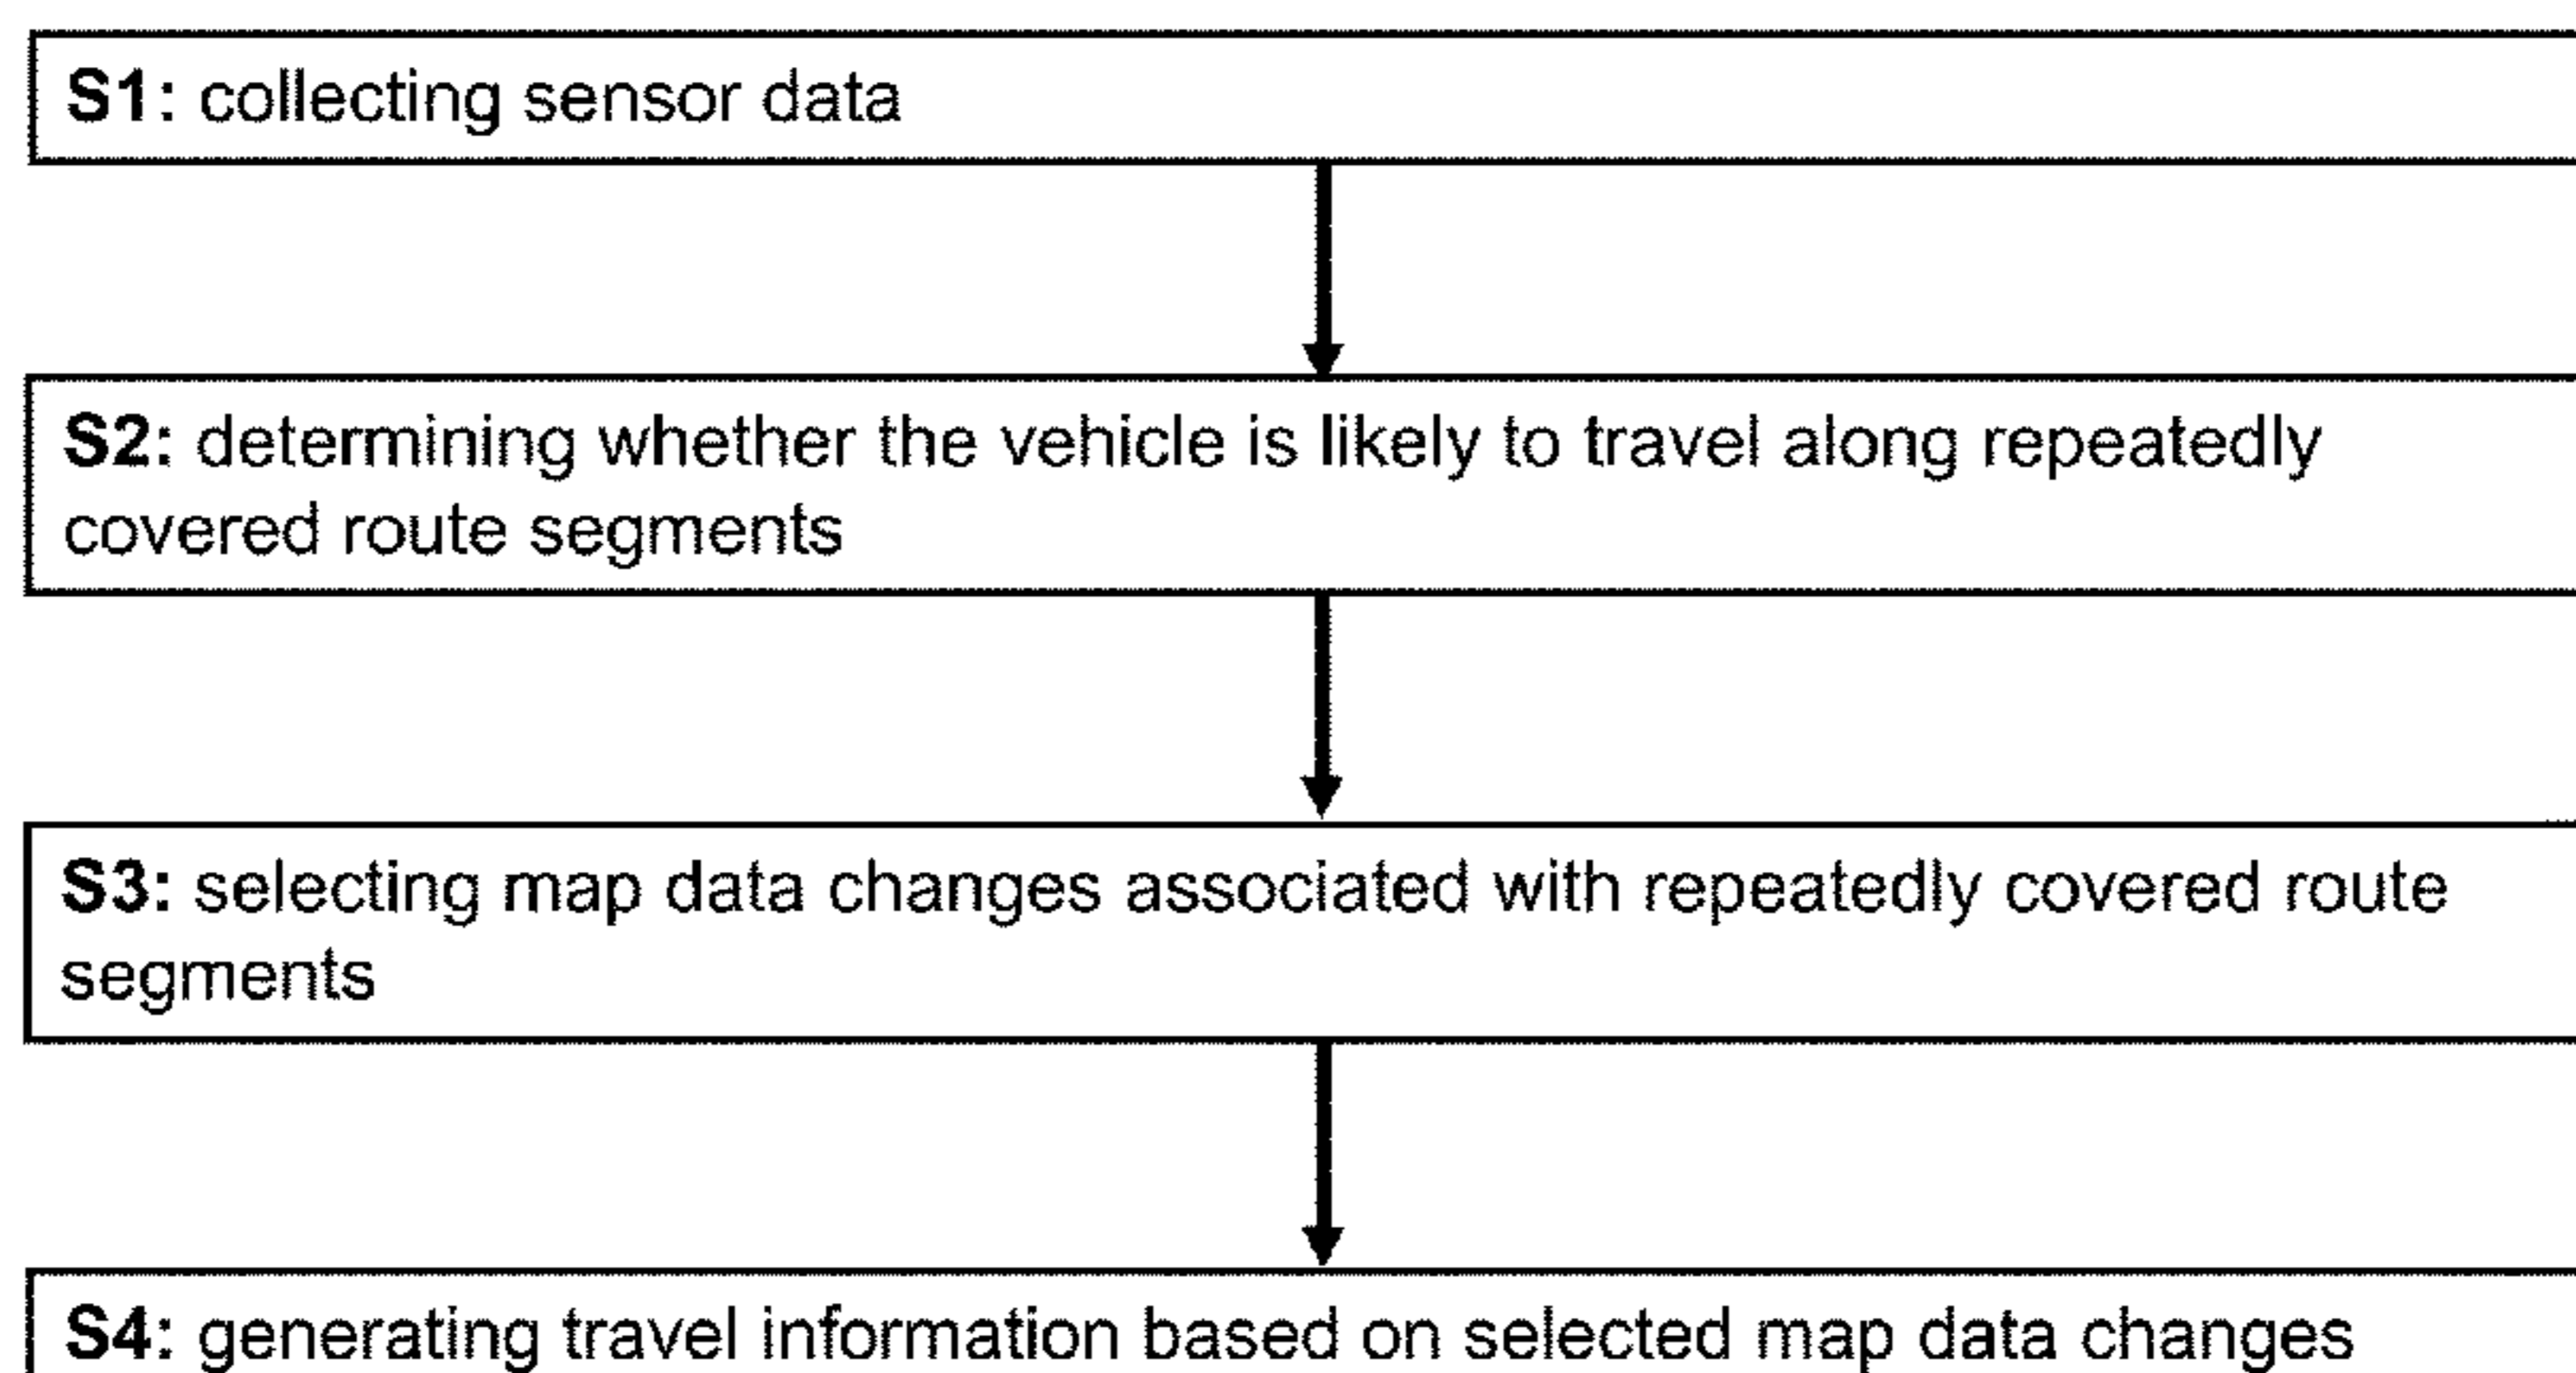 S1: collecting sensor data
S2: determining whether the vehicle is likely to travel along repeatedly
covered route segments
S3: selecting map data changes associated with repeatedly covered route
segments
S4: generating travel information based on selected map data changes